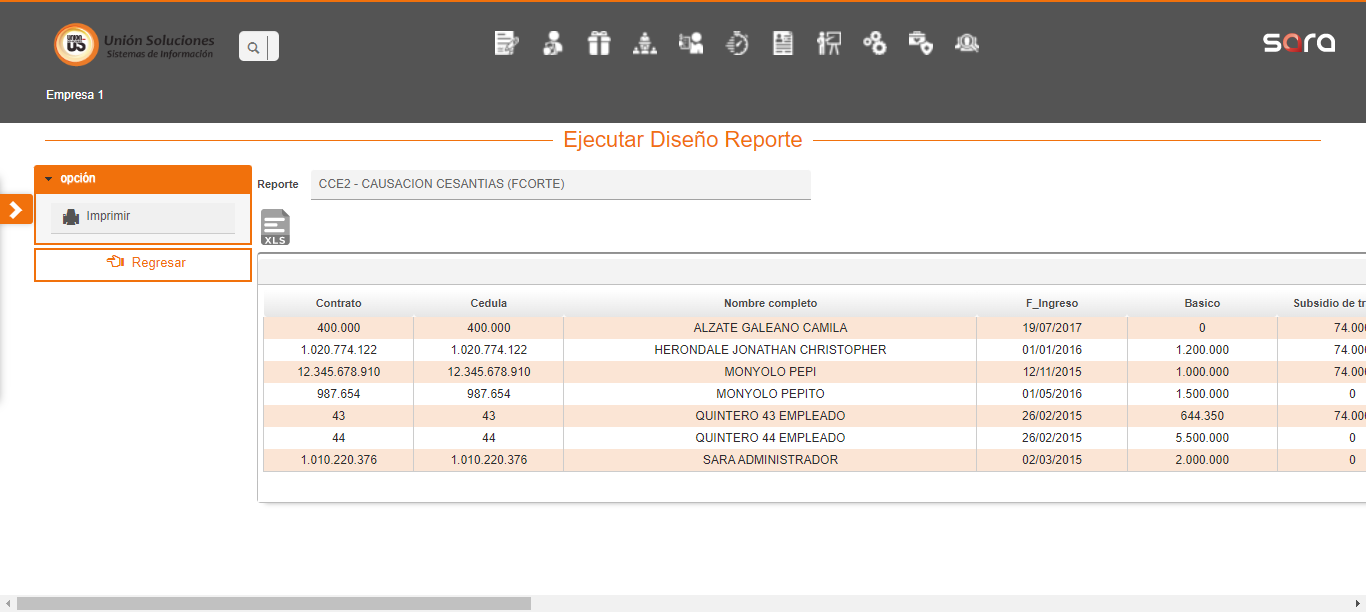 UNION
US
Unión Soluciones
Sistemas de Información
sara
Empresa 1
Ejecutar Diseño Reporte
opción
Imprimir
Regresar
Reporte CCE2 - CAUSACION CESANTIAS (FCORTE)
XLS
Contrato Cedula Nombre completo F_Ingreso Basico Subsidio de tr
400.000 400.000 ALZATE GALEANO CAMILA 19/07/2017 0 74.000
1.020.774.122 1.020.774.122 HERONDALE JONATHAN CHRISTOPHER 01/01/2016 1.200.000 74.000
12.345.678.910 12.345.678.910 MONYOLO PEPI 12/11/2015 1.000.000 74.000
987.654 987.654 MONYOLO PEPITO 01/05/2016 1.500.000 0
43 43 QUINTERO 43 EMPLEADO 26/02/2015 644.350 74.000
44 44 QUINTERO 44 EMPLEADO 26/02/2015 5.500.000 0
1.010.220.376 1.010.220.376 SARA ADMINISTRADOR 02/03/2015 2.000.000 0